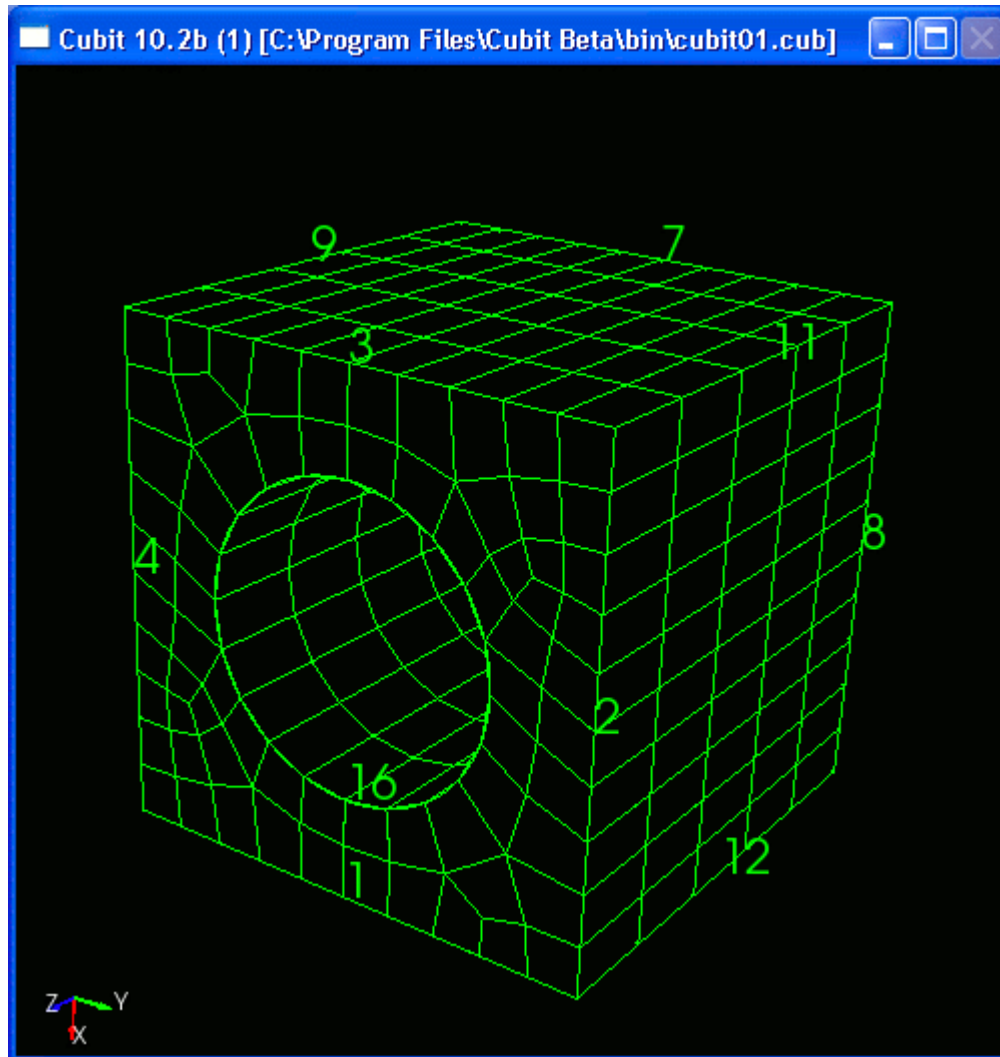 Cubit 10.2b (1) [C:\Program Files\Cubit Beta\bin\cubit01.cub]
9
7
3
11
4
8
2
16
12
1
Z
Y
X